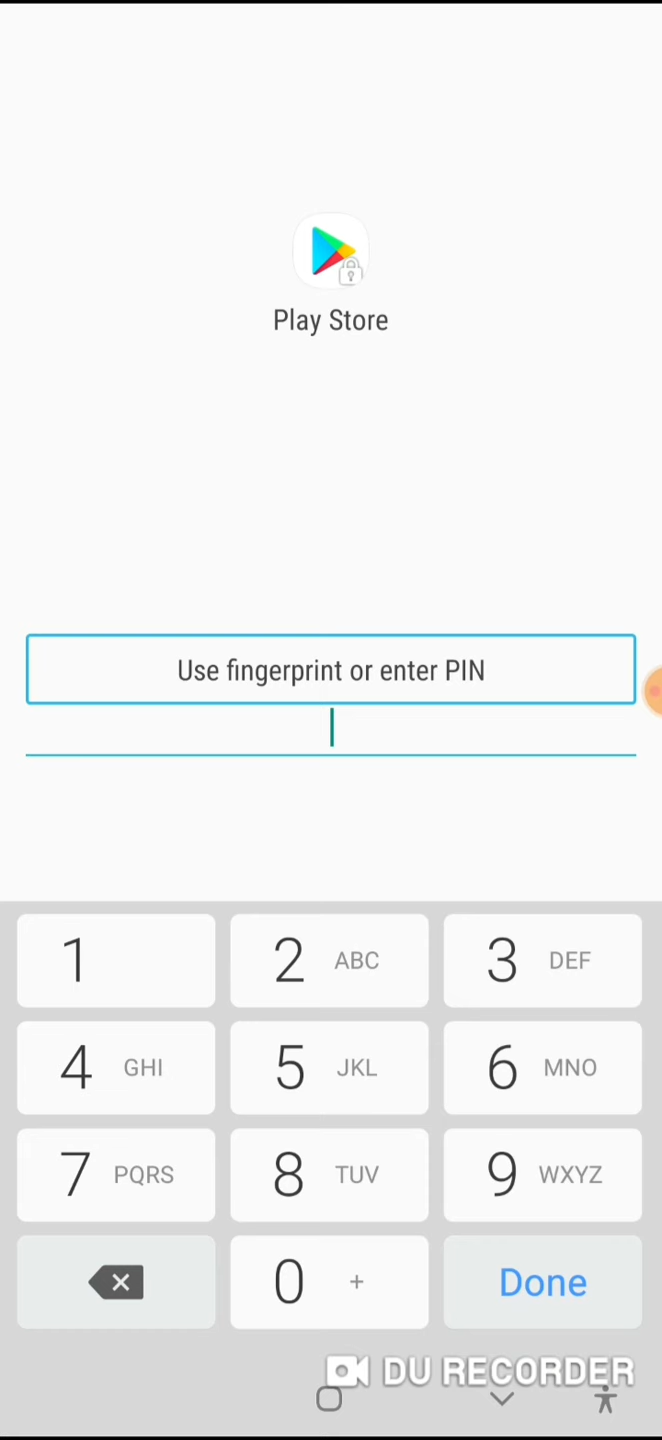 Play Store
Use fingerprint or enter PIN
1
2 ABC
3 DEF
4 GHI
5 JKL
6 MNO
7 PQRS
8 TUV
9 WXYZ
0 +
Done
DU RECORDER